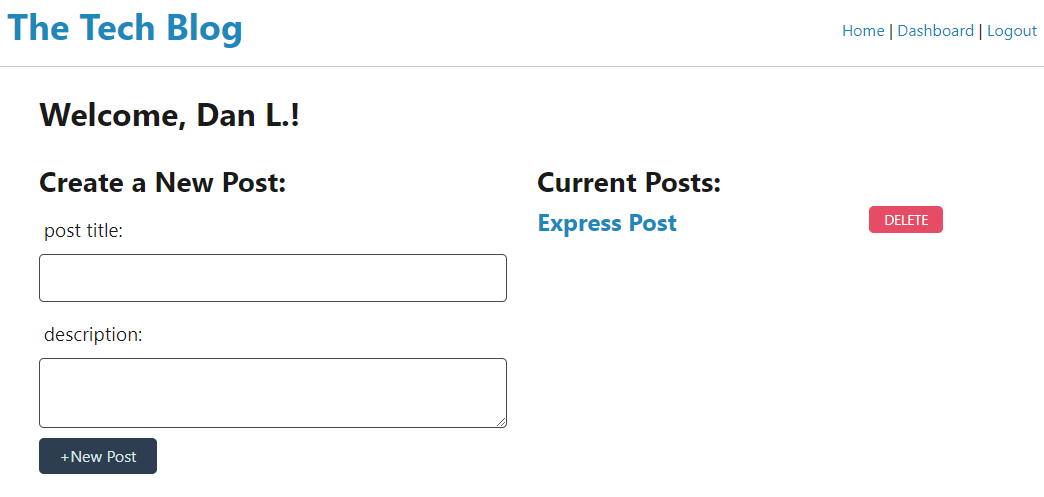 The Tech Blog
Home | Dashboard | Logout
Welcome, Dan L.!
Create a New Post:
post title:
description:
+New Post
Current Posts:
Express Post
DELETE